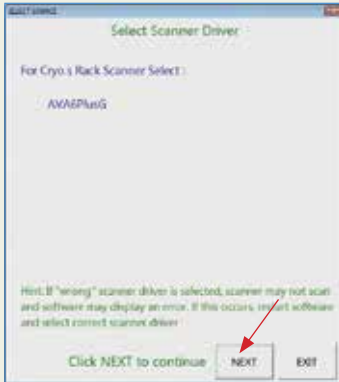 SELECT SOURCE
Select Scanner Driver
For Cryo.s Rack Scanner Select :
AVA6PlusG
Hint: If "wrong" scanner driver is selected, scanner may not scan
and software may display an error. If this occurs, restart software
and select correct scanner driver
Click NEXT to continue
NEXT
EXIT